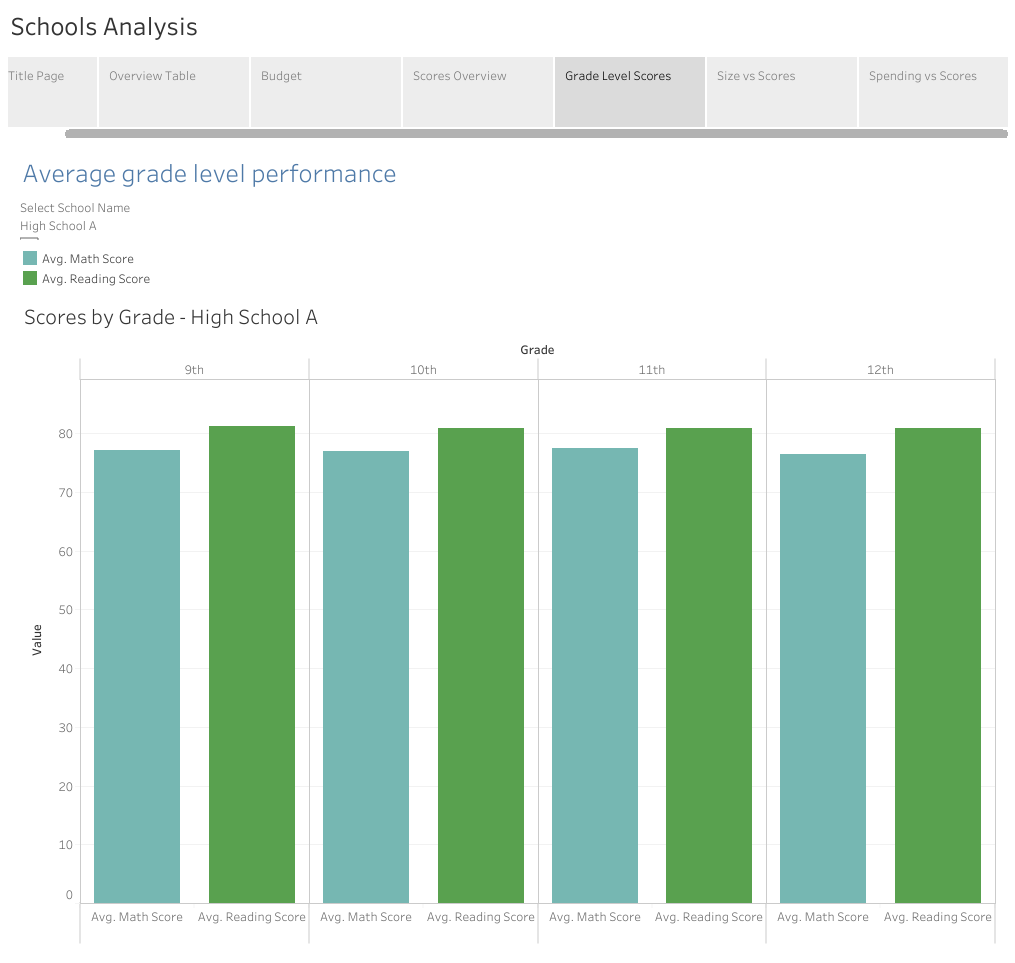 Schools Analysis
Title Page Overview Table Budget Scores Overview Grade Level Scores Size vs Scores Spending vs Scores
Average grade level performance
Select School Name
High School A
Avg. Math Score
Avg. Reading Score
Scores by Grade - High School A
Grade
9th 10th 11th 12th
80
70
60
50
40
30
20
10
0
Value
Avg. Math Score Avg. Reading Score Avg. Math Score Avg. Reading Score Avg. Math Score Avg. Reading Score Avg. Math Score Avg. Reading Score